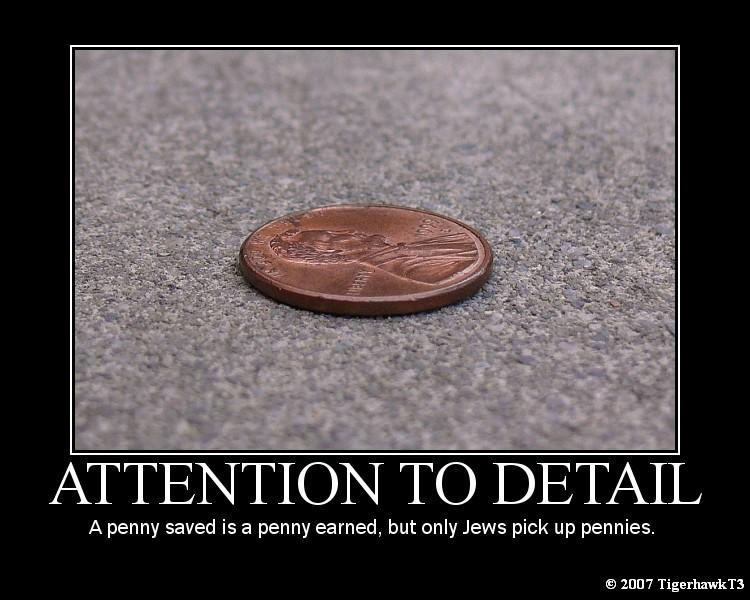 ATTENTION TO DETAIL
A penny saved is a penny earned, but only Jews pick up pennies.
© 2007 TigerhawkT3